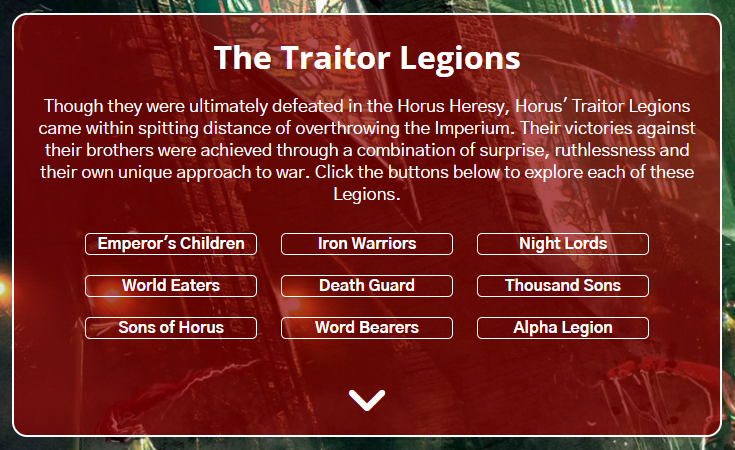 The Traitor Legions
Though they were ultimately defeated in the Horus Heresy, Horus’ Traitor Legions
came within spitting distance of overthrowing the Imperium. Their victories against
their brothers were achieved through a combination of surprise, ruthlessness and
their own unique approach to war. Click the buttons below to explore each of these
Legions.
Emperor’s Children
Iron Warriors
Night Lords
World Eaters
Death Guard
Thousand Sons
Sons of Horus
Word Bearers
Alpha Legion